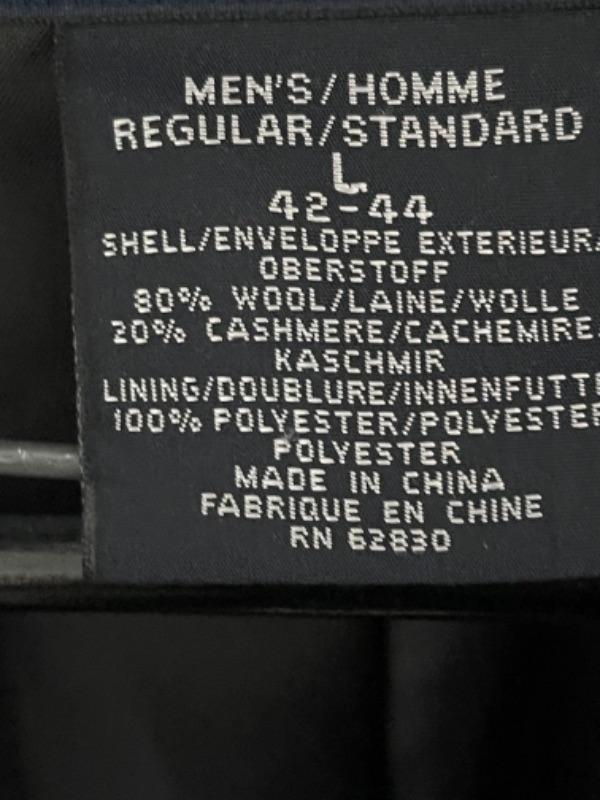 MEN'S/HOMME
REGULAR/STANDARD
L
42-44
SHELL/ENVELOPPE EXTERIEUR/
OBERSTOFF
80% WOOL/LAINE/WOLLE
20% CASHMERE/CACHEMIRE
KASCHMIR
LINING/DOUBLURE/INNENFUTT
100% POLYESTER/POLYESTER
POLYESTER
MADE IN CHINA
FABRIQUE EN CHINE
RN 62830